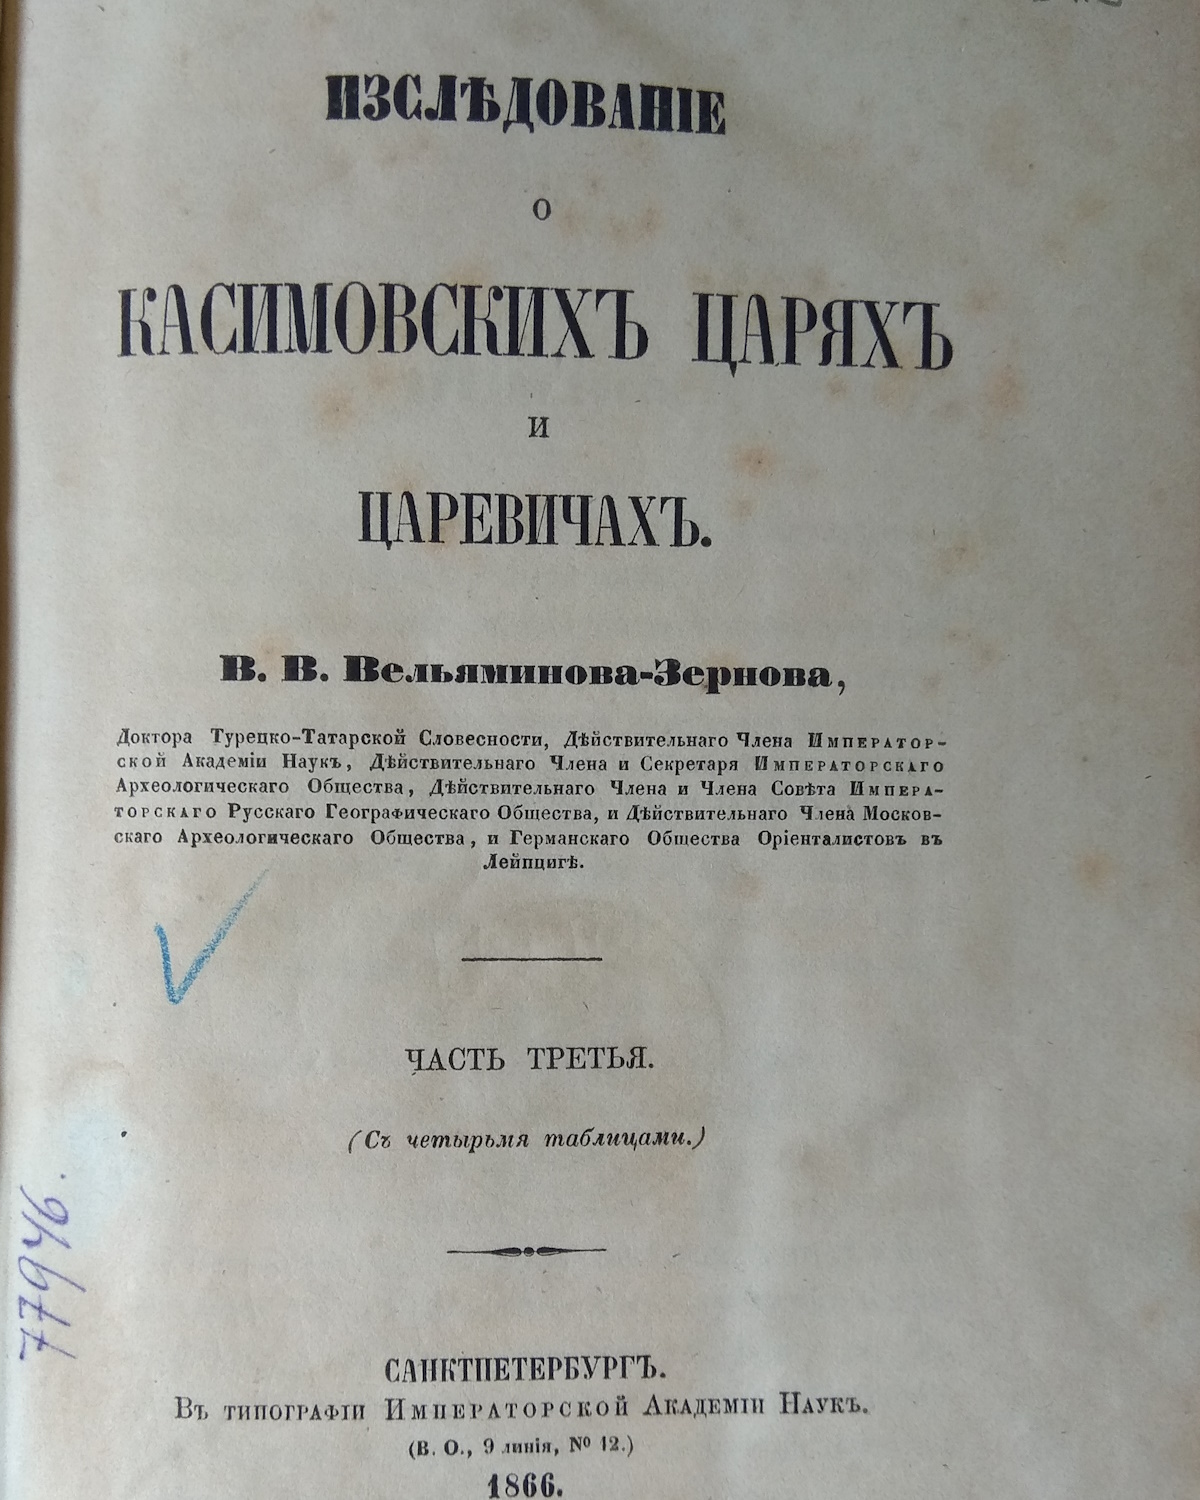 ИЗСЛѢДОВАНІЕ
О
КАСИМОВСКИХЪ ЦАРЯХЪ
И
ЦАРЕВИЧАХЪ.
В. В. Вельяминова-Зернова,
Доктора Турецко-Татарской Словесности, Дѣйствительнаго Члена Император-
ской Академіи Наукъ, Дѣйствительнаго Члена и Секретаря Императорскаго
Археологическаго Общества, Дѣйствительнаго Члена и Члена Совѣта Импера-
торскаго Русскаго Географическаго Общества, и Дѣйствительнаго Члена Москов-
скаго Археологическаго Общества, и Германскаго Общества Оріенталистовъ въ
Лейпцигѣ.
ЧАСТЬ ТРЕТЬЯ.
(Съ четырьмя таблицами.)
77946.
САНКТПЕТЕРБУРГЪ.
Въ типографіи Императорской Академіи Наукъ.
(В. О., 9 линія, № 12.)
1866.